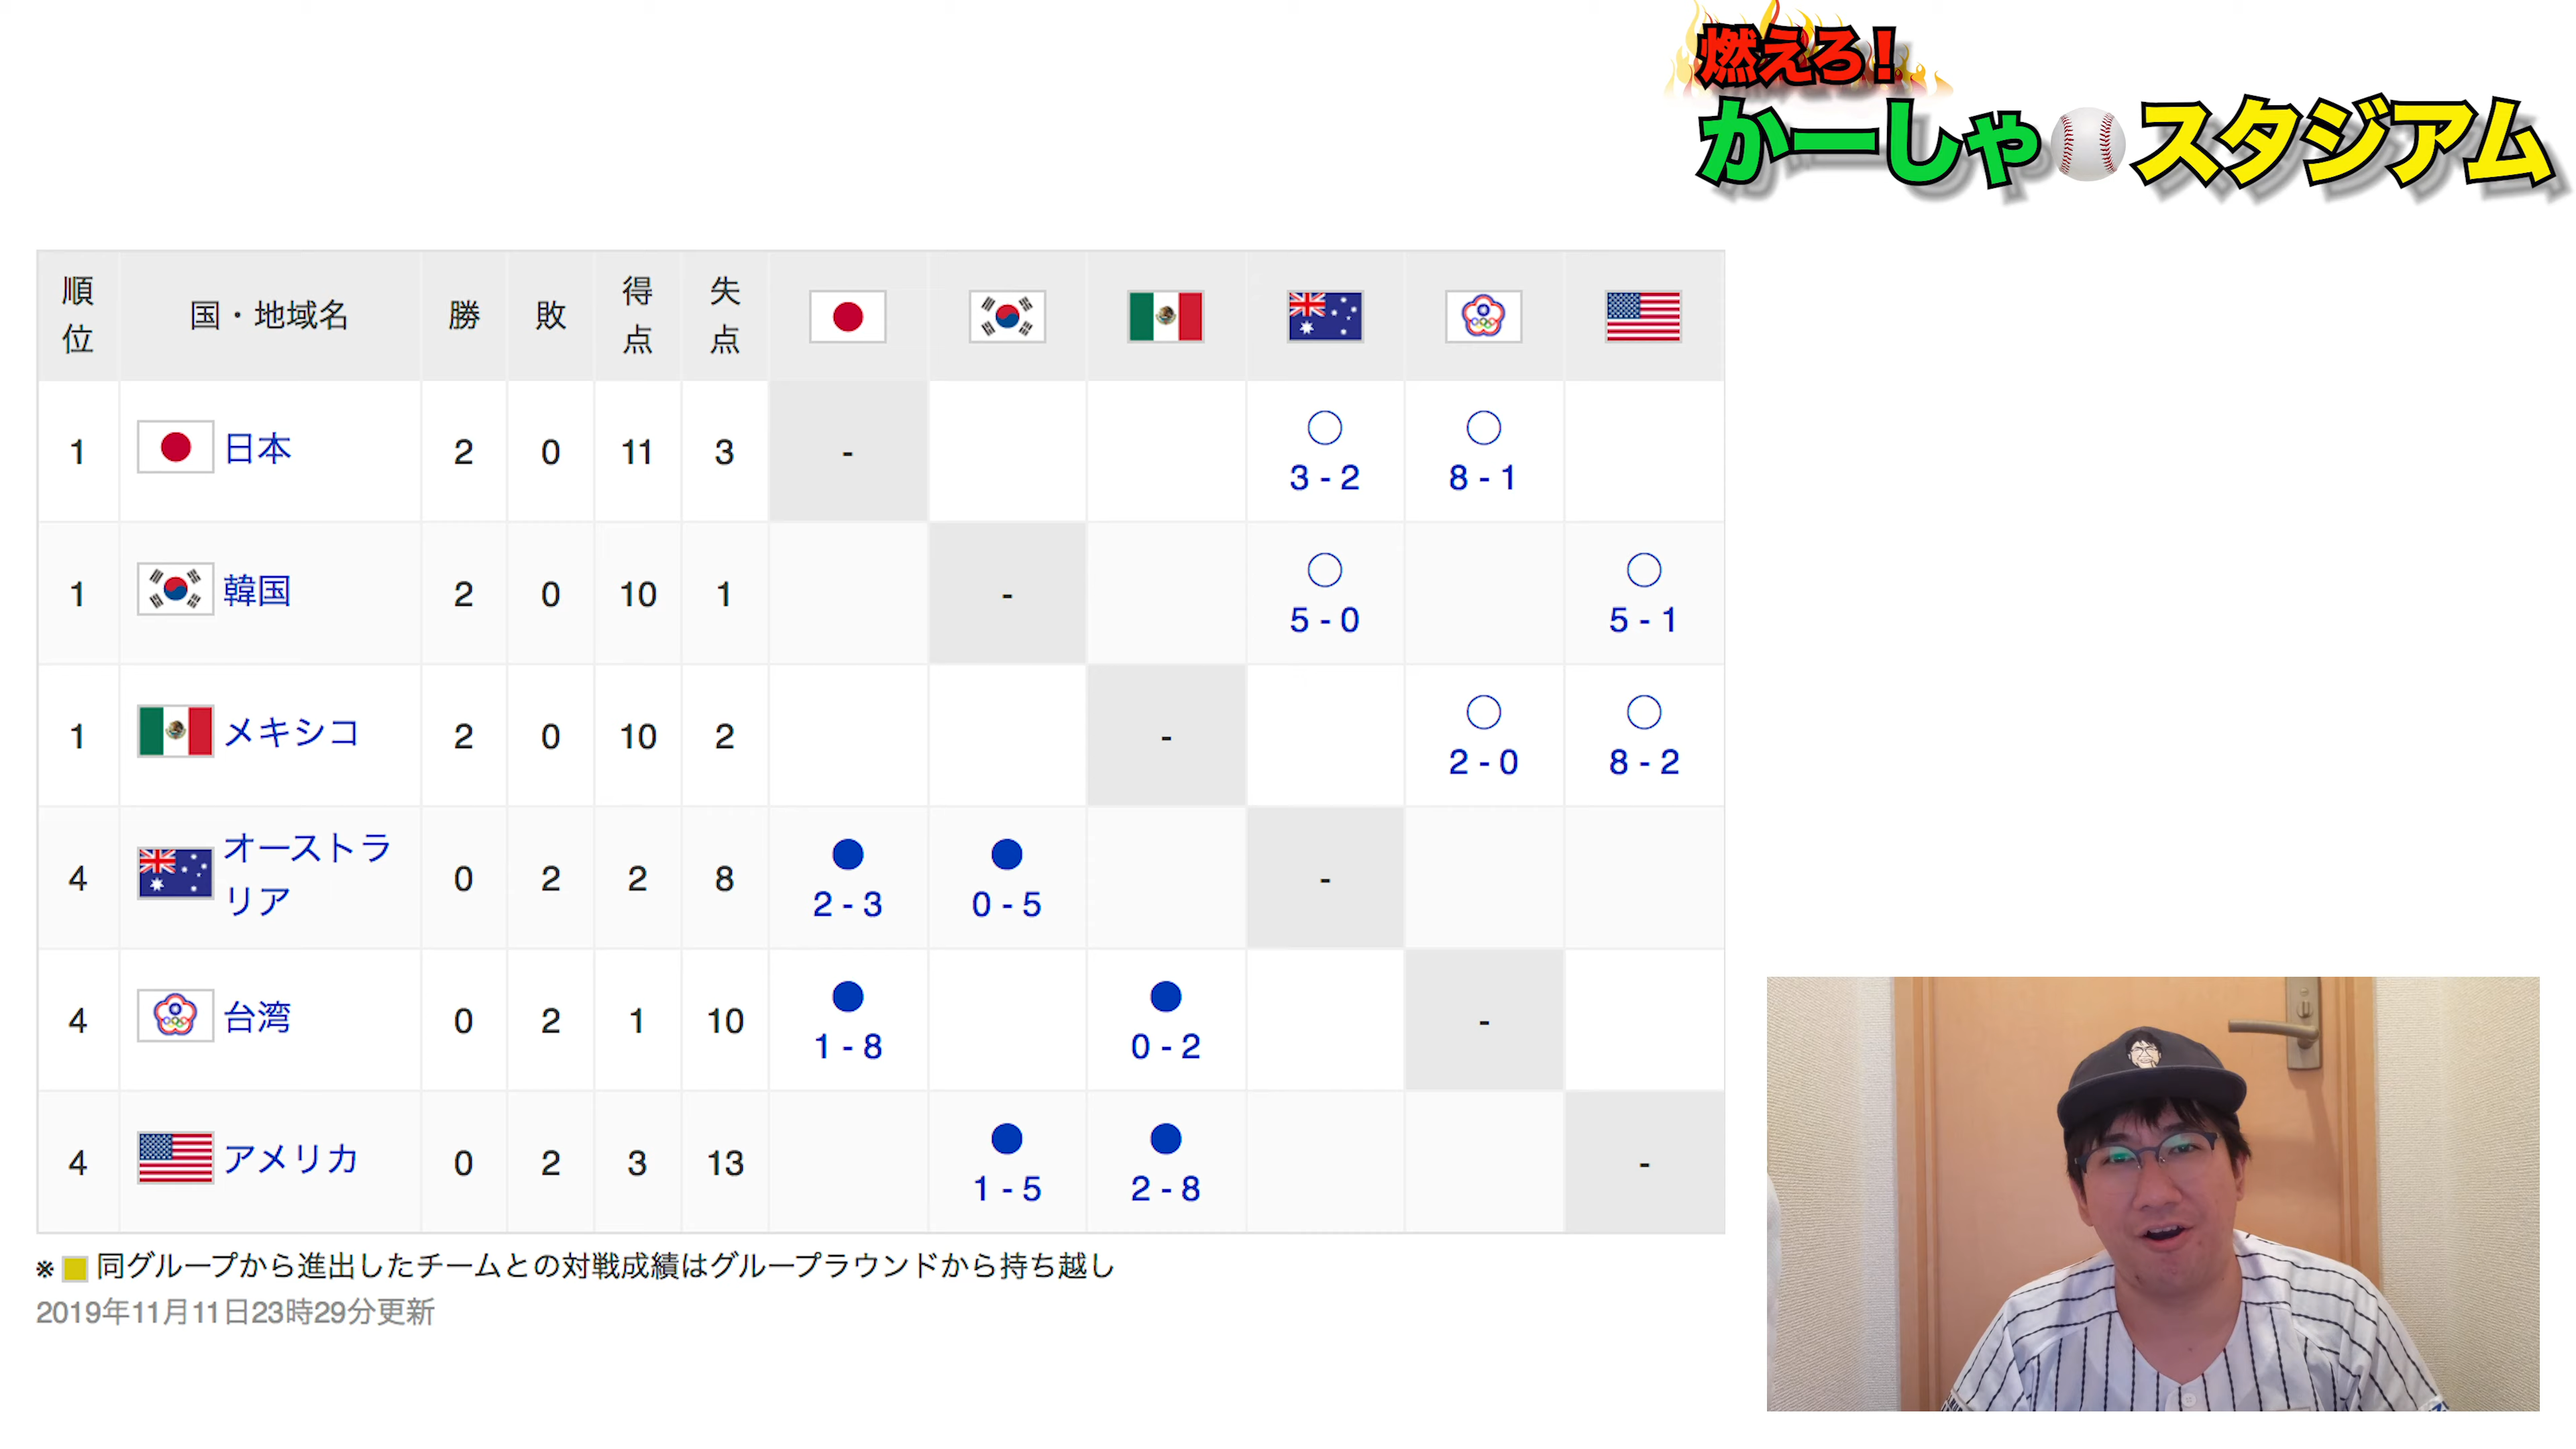 燃えろ!
かーしゃスタジアム
順位 国・地域名 勝 敗 得点 失点
1 日本 2 0 11 3 - ○ 3 - 2 ○ 8 - 1
1 韓国 2 0 10 1 - ○ 5 - 0 ○ 5 - 1
1 メキシコ 2 0 10 2 - ○ 2 - 0 ○ 8 - 2
4 オーストラリア 0 2 2 8 ● 2 - 3 ● 0 - 5 -
4 台湾 0 2 1 10 ● 1 - 8 ● 0 - 2 -
4 アメリカ 0 2 3 13 ● 1 - 5 ● 2 - 8 -
※ 同グループから進出したチームとの対戦成績はグループラウンドから持ち越し
2019年11月11日23時29分更新